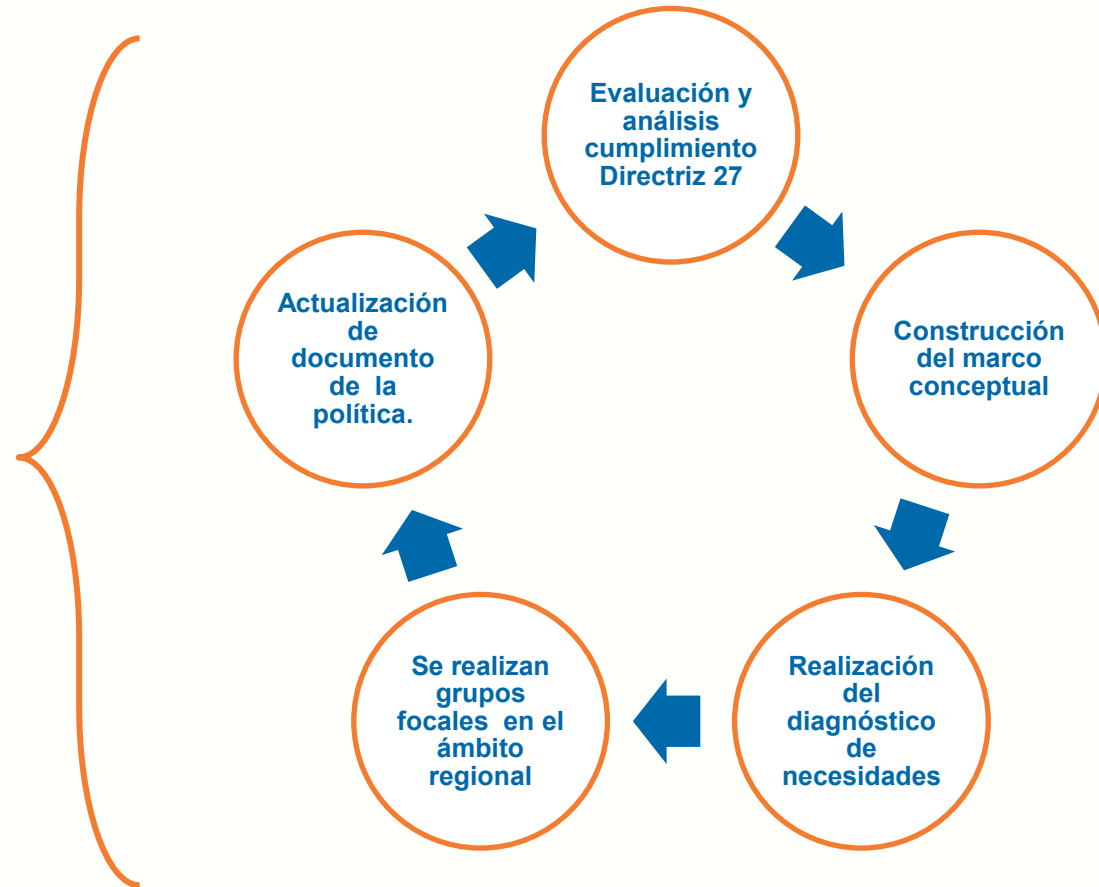 Evaluación y
análisis
cumplimiento
Directriz 27
Construcción
del marco
conceptual
Realización
del
diagnóstico
de
necesidades
Se realizan
grupos
focales en el
ámbito
regional
Actualización
de
documento
de la
política.